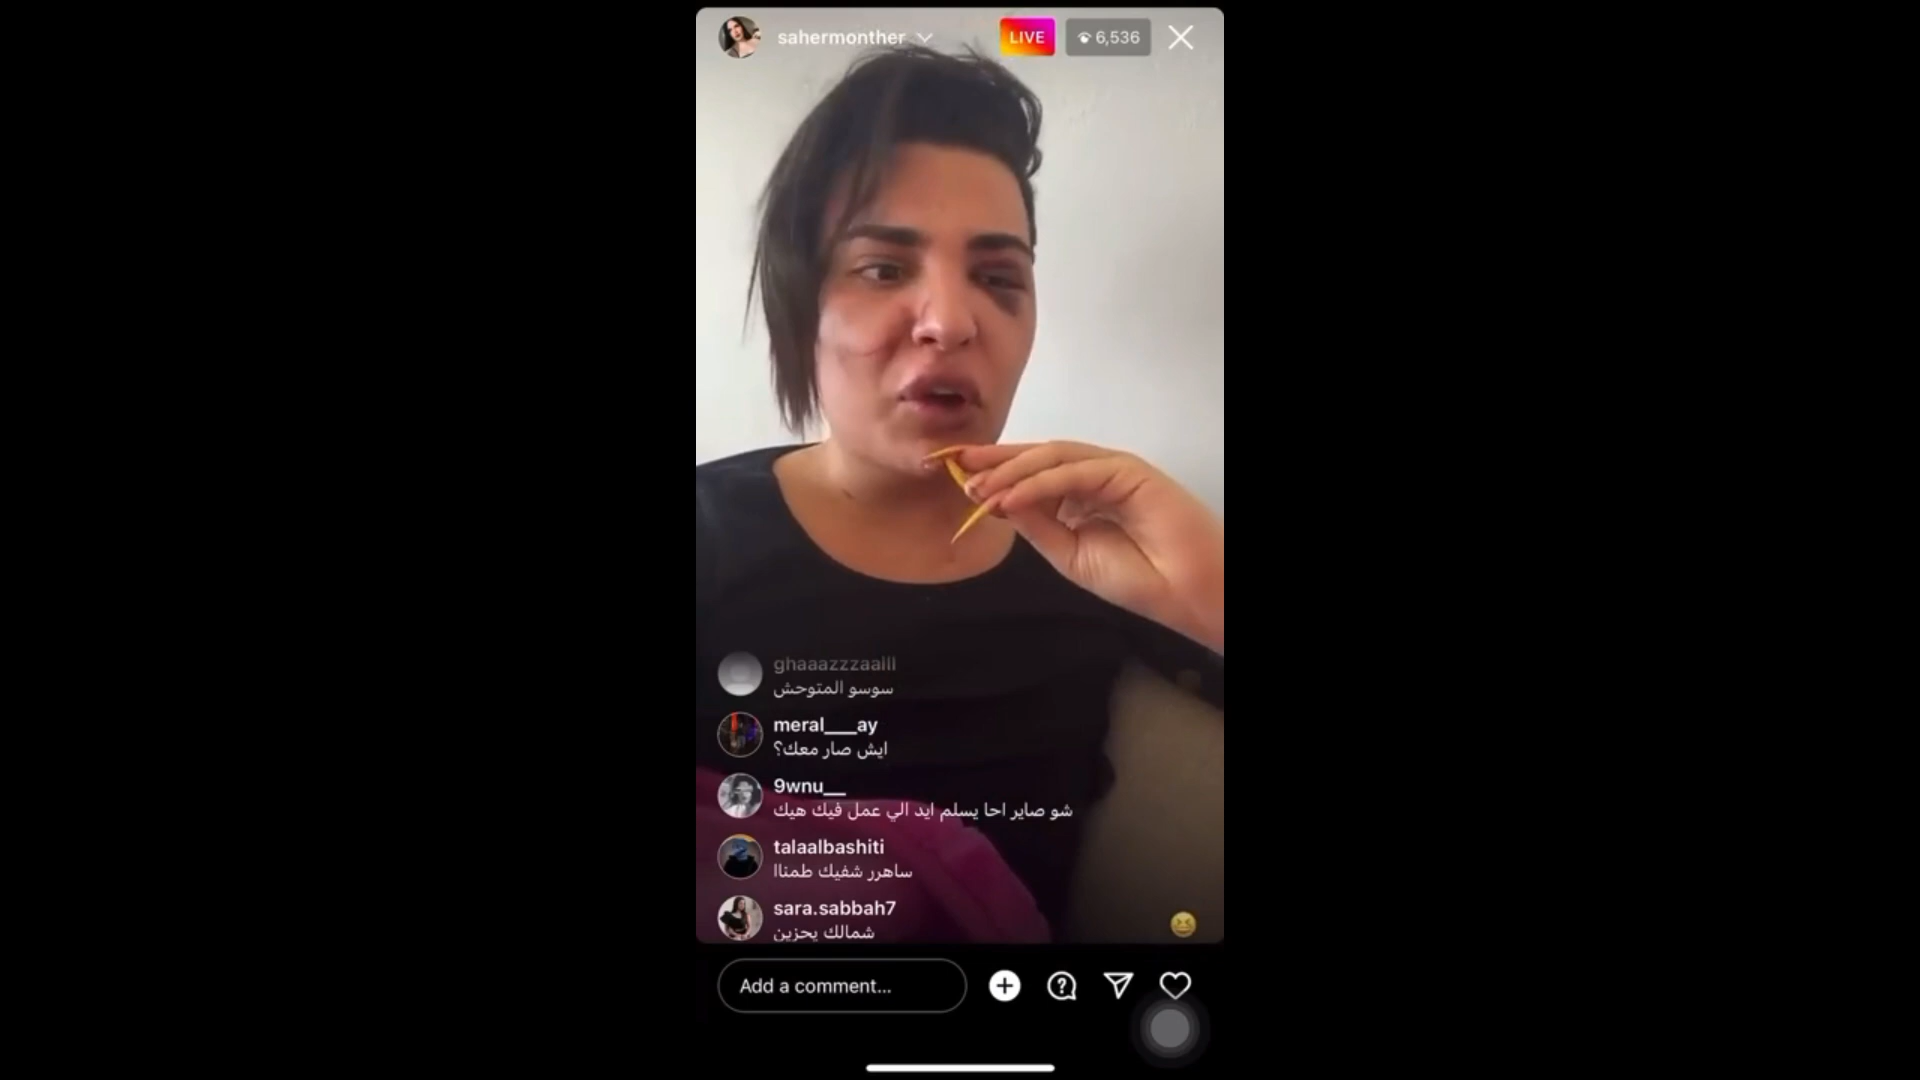 sahermonther
LIVE
6,536
ghaaazzzaalll
سوسو المتوحش
meral___ay
ايش صار معك؟
9wnu__
شو صاير احا يسلم ايد الي عمل فيك هيك
talaalbashiti
ساهرر شفيك طمناا
sara.sabbah7
شمالك يحزين
Add a comment...